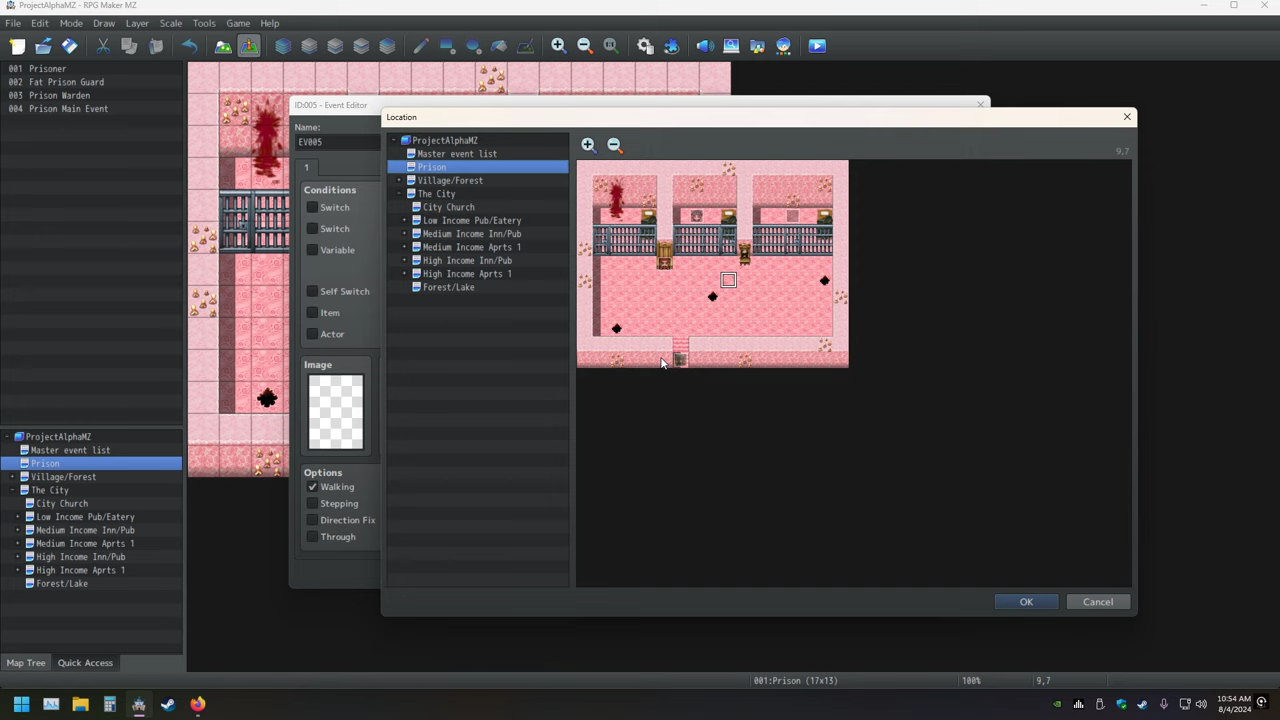 ProjectAlphaMZ - RPG Maker MZ
File Edit Mode Draw Layer Scale Tools Game Help
001 Prisoner
002 Fat Prison Guard
003 Prison Warden
004 Prison Main Event
ProjectAlphaMZ
Master event list
Prison
Village/Forest
The City
City Church
Low Income Pub/Eatery
Medium Income Inn/Pub
Medium Income Aprts 1
High Income Inn/Pub
High Income Aprts 1
Forest/Lake
Map Tree Quick Access
ID:005 - Event Editor
Name:
EV005
1
Conditions
Switch
Switch
Variable
Self Switch
Item
Actor
Image
Options
Walking
Stepping
Direction Fix
Through
Location
ProjectAlphaMZ
Master event list
Prison
Village/Forest
The City
City Church
Low Income Pub/Eatery
Medium Income Inn/Pub
Medium Income Aprts 1
High Income Inn/Pub
High Income Aprts 1
Forest/Lake
9,7
OK Cancel
001:Prison (17x13) 100% 9,7
10:54 AM
8/4/2024